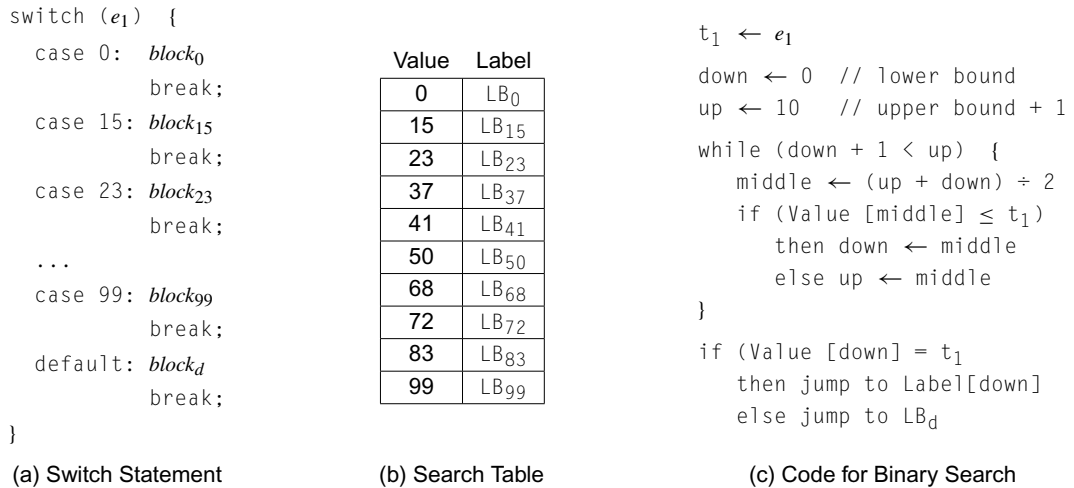 switch (e₁) {
case 0: block₀
break;
case 15: block₁₅
break;
case 23: block₂₃
break;
...
case 99: block₉₉
break;
default: block_d
break;
}
(a) Switch Statement
Value Label
0 LB₀
15 LB₁₅
23 LB₂₃
37 LB₃₇
41 LB₄₁
50 LB₅₀
68 LB₆₈
72 LB₇₂
83 LB₈₃
99 LB₉₉
(b) Search Table
t₁ ← e₁
down ← 0 // lower bound
up ← 10 // upper bound + 1
while (down + 1 < up) {
middle ← (up + down) ÷ 2
if (Value [middle] ≤ t₁)
then down ← middle
else up ← middle
}
if (Value [down] = t₁
then jump to Label[down]
else jump to LB_d
(c) Code for Binary Search